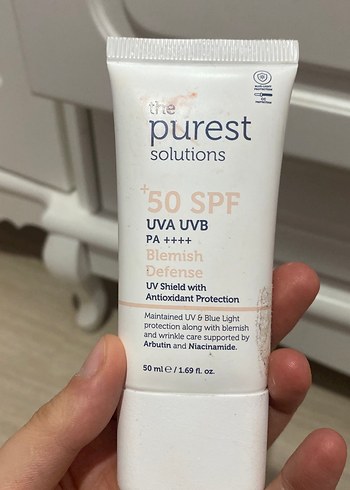 the
purest
solutions
+50 SPF
UVA UVB
PA ++++
Blemish
Defense
UV Shield with
Antioxidant Protection
Maintained UV & Blue Light
protection along with blemish
and wrinkle care supported by
Arbutin and Niacinamide.
50 ml ℮ / 1.69 fl. oz.